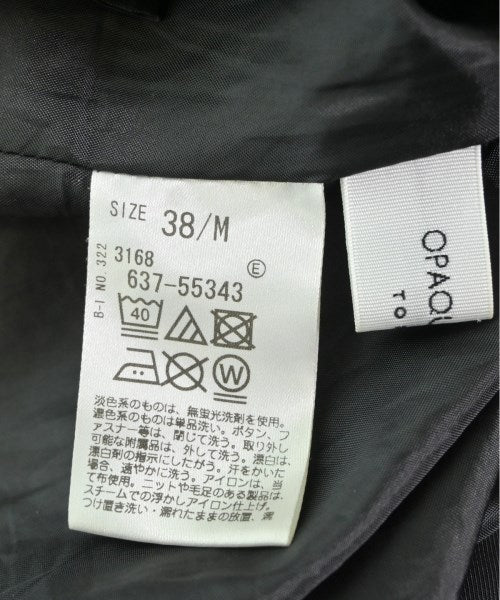 SIZE 38/M
B-I NO.322
3168
637-55343
E
40
W
淡色系のものは、無蛍光洗剤を使用。
濃色系のものは単品洗い。ボタン、フ
ァスナー等は、閉じて洗う。取り外し
可能な附属品は、外して洗う。漂白は、
漂白剤の指示にしたがう。汗をかいた
場合、速やかに洗う。アイロンは、当
て布使用。ニットや毛足のある製品は、
スチームでの浮かしアイロン仕上げ。
つけ置き洗い・濡れたままの放置、濡
OPAQU
TO